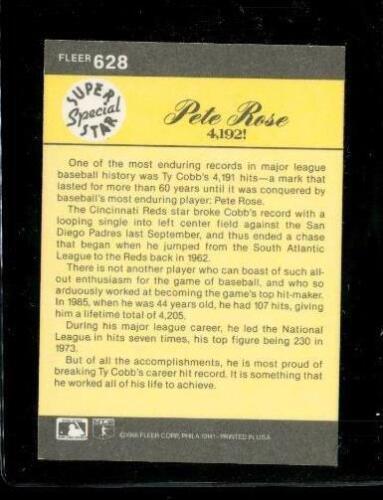 FLEER 628
SUPER
Special
STAR
Pete Rose
4,192!
One of the most enduring records in major league
baseball history was Ty Cobb's 4,191 hits—a mark that
lasted for more than 60 years until it was conquered by
baseball's most enduring player: Pete Rose.
The Cincinnati Reds star broke Cobb's record with a
looping single into left center field against the San
Diego Padres last September, and thus ended a chase
that began when he jumped from the South Atlantic
League to the Reds back in 1962.
There is not another player who can boast of such all-
out enthusiasm for the game of baseball, and who so
arduously worked at becoming the game's top hit-maker.
In 1985, when he was 44 years old, he had 107 hits, giving
him a lifetime total of 4,205.
During his major league career, he led the National
League in hits seven times, his top figure being 230 in
1973.
But of all the accomplishments, he is most proud of
breaking Ty Cobb's career hit record. It is something that
he worked all of his life to achieve.
©1986 FLEER CORP., PHILA 19141 - PRINTED IN U.S.A.